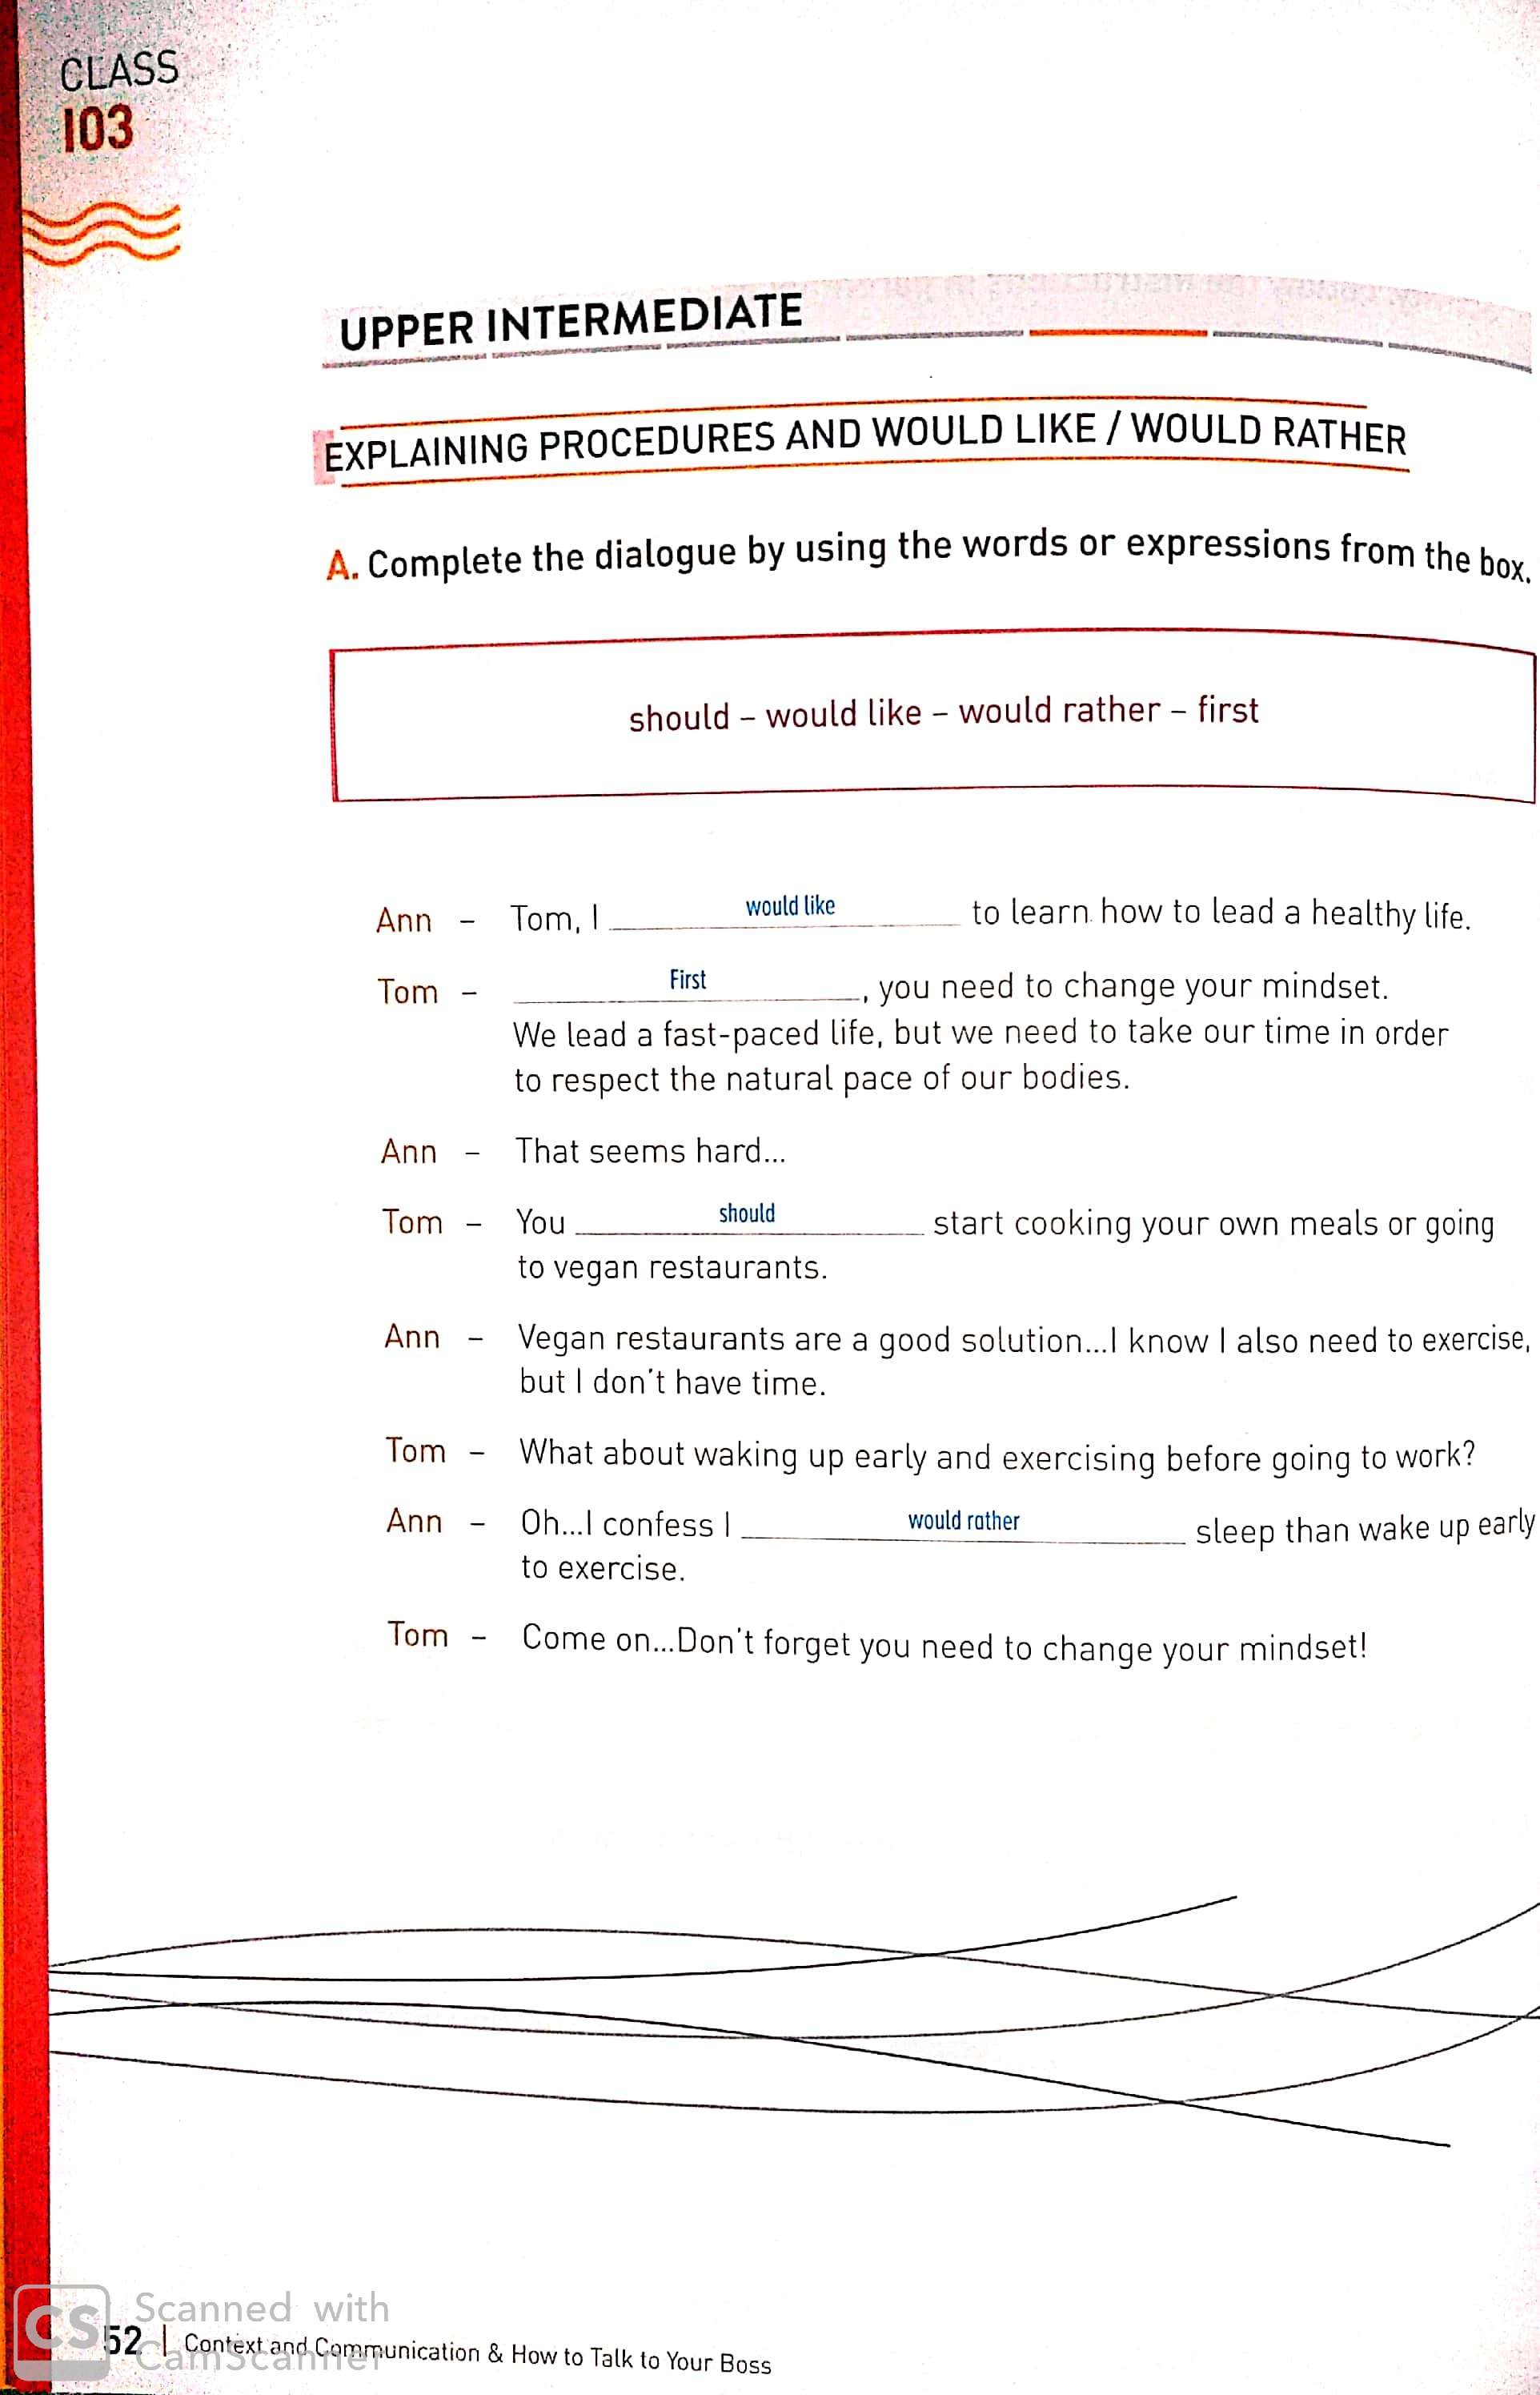 CLASS
103
UPPER INTERMEDIATE
EXPLAINING PROCEDURES AND WOULD LIKE / WOULD RATHER
A. Complete the dialogue by using the words or expressions from the box.
should – would like – would rather – first
Ann – Tom, I would like to learn how to lead a healthy life.
Tom – First, you need to change your mindset.
We lead a fast-paced life, but we need to take our time in order
to respect the natural pace of our bodies.
Ann – That seems hard...
Tom – You should start cooking your own meals or going
to vegan restaurants.
Ann – Vegan restaurants are a good solution...I know I also need to exercise,
but I don't have time.
Tom – What about waking up early and exercising before going to work?
Ann – Oh...I confess I would rather sleep than wake up early
to exercise.
Tom – Come on...Don't forget you need to change your mindset!
52 | Context and Communication & How to Talk to Your Boss
CS Scanned with
CamScanner